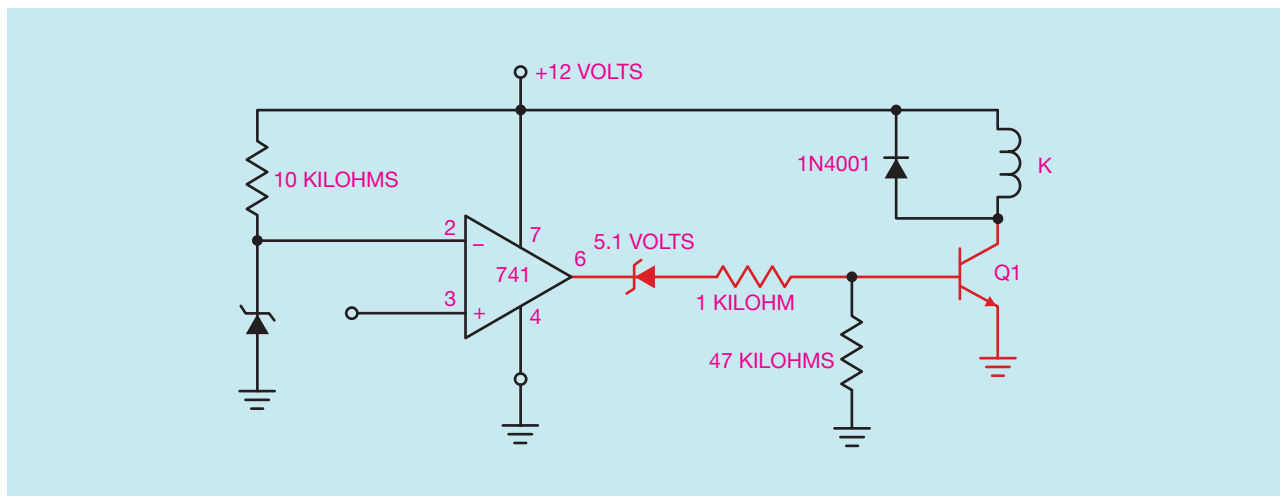 +12 VOLTS
1N4001
K
10 KILOHMS
2
−
7
5.1 VOLTS
6
741
Q1
3
+
4
1 KILOHM
47 KILOHMS